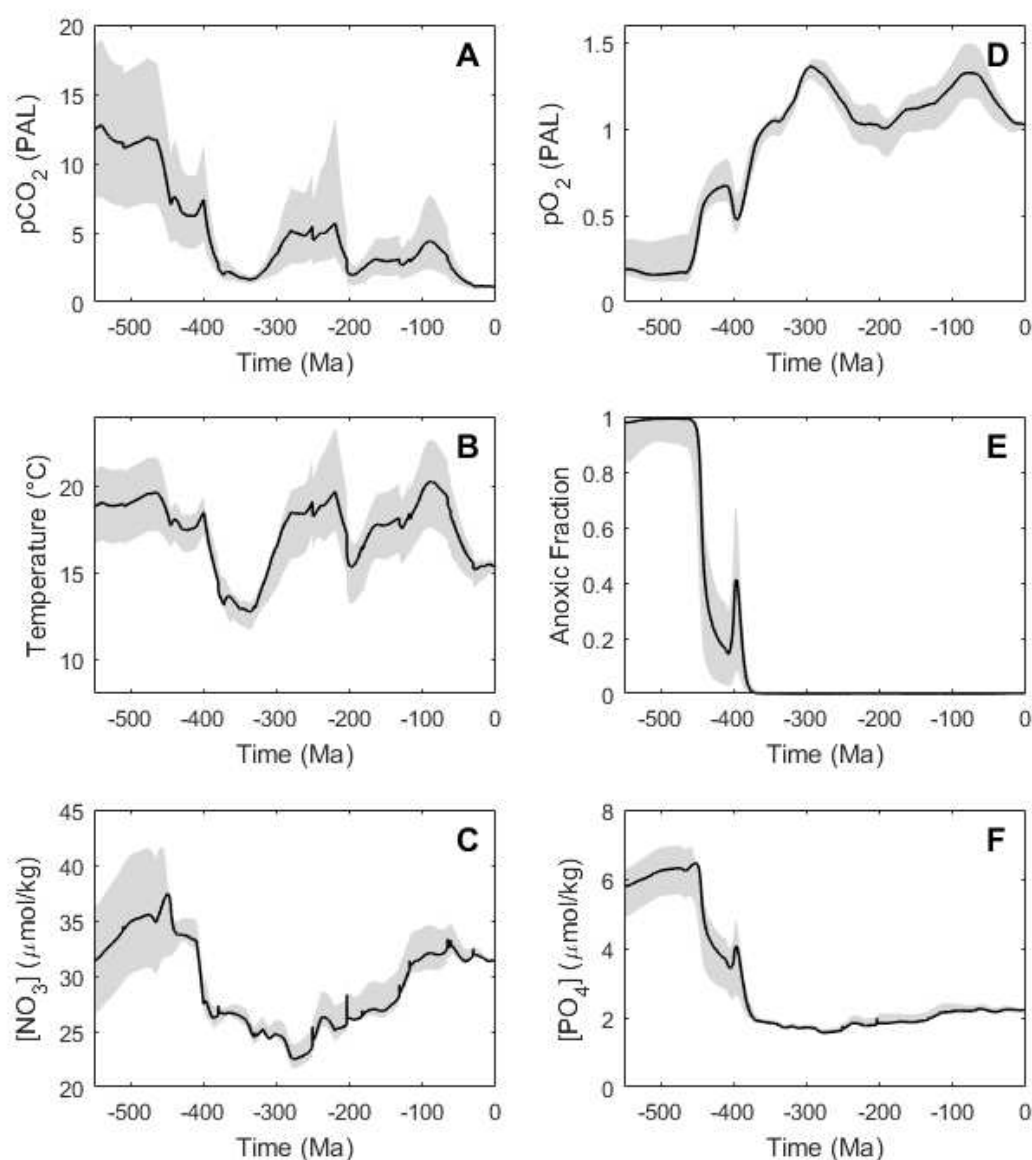 A
pCO2 (PAL)
20
15
10
5
0
-500 -400 -300 -200 -100 0
Time (Ma)
D
pO2 (PAL)
1.5
1
0.5
0
-500 -400 -300 -200 -100 0
Time (Ma)
B
Temperature (°C)
20
15
10
-500 -400 -300 -200 -100 0
Time (Ma)
E
Anoxic Fraction
1
0.8
0.6
0.4
0.2
0
-500 -400 -300 -200 -100 0
Time (Ma)
C
[NO3] (μmol/kg)
45
40
35
30
25
20
-500 -400 -300 -200 -100 0
Time (Ma)
F
[PO4] (μmol/kg)
8
6
4
2
0
-500 -400 -300 -200 -100 0
Time (Ma)